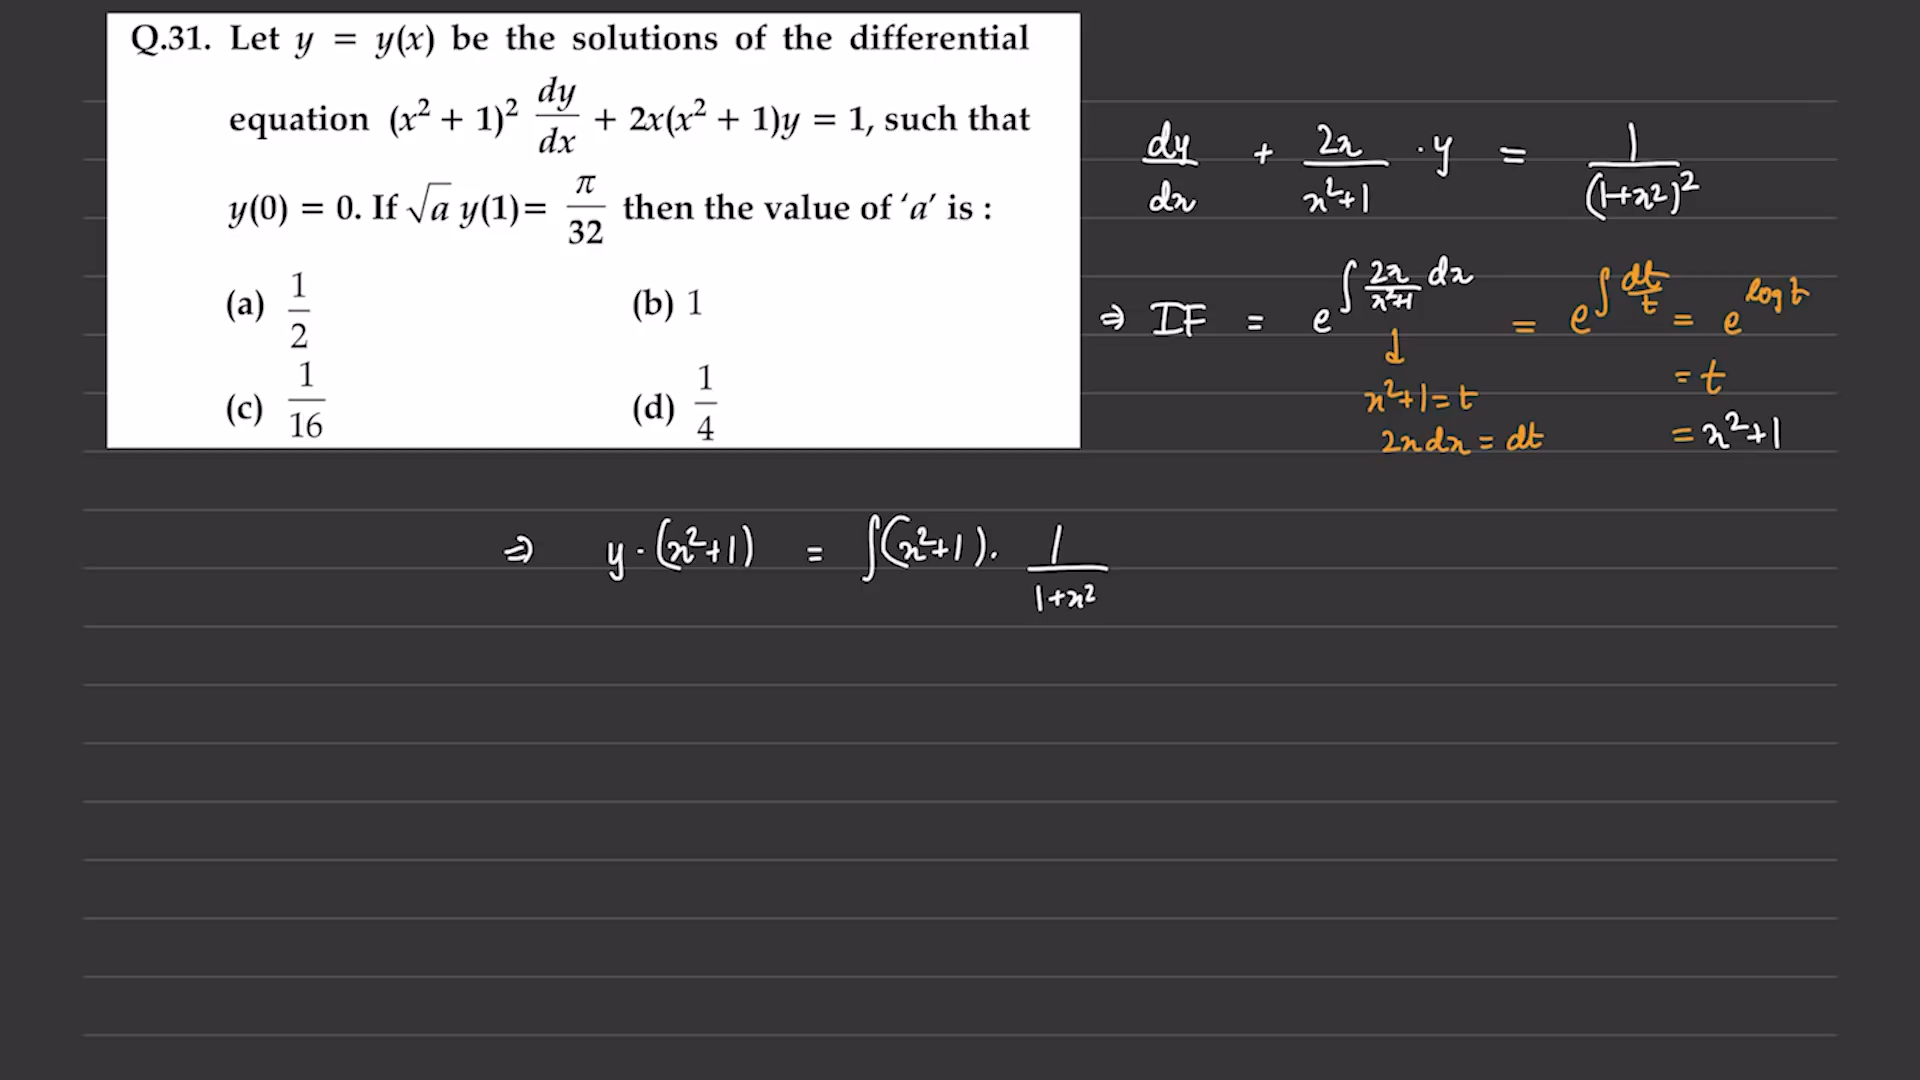 Q.31. Let y = y(x) be the solutions of the differential
equation (x² + 1)² dy/dx + 2x(x² + 1)y = 1, such that
y(0) = 0. If √a y(1)= π/32 then the value of ‘a’ is :
(a) 1/2 (b) 1
(c) 1/16 (d) 1/4
dy/dx + 2x/x²+1 · y = 1/(1+x²)²
⇒ IF = e^∫ 2x/x²+1 dx = e^∫ dt/t = e^log t
↓
x²+1 = t
2x dx = dt
= t
= x²+1
⇒ y · (x²+1) = ∫(x²+1) · 1/1+x²